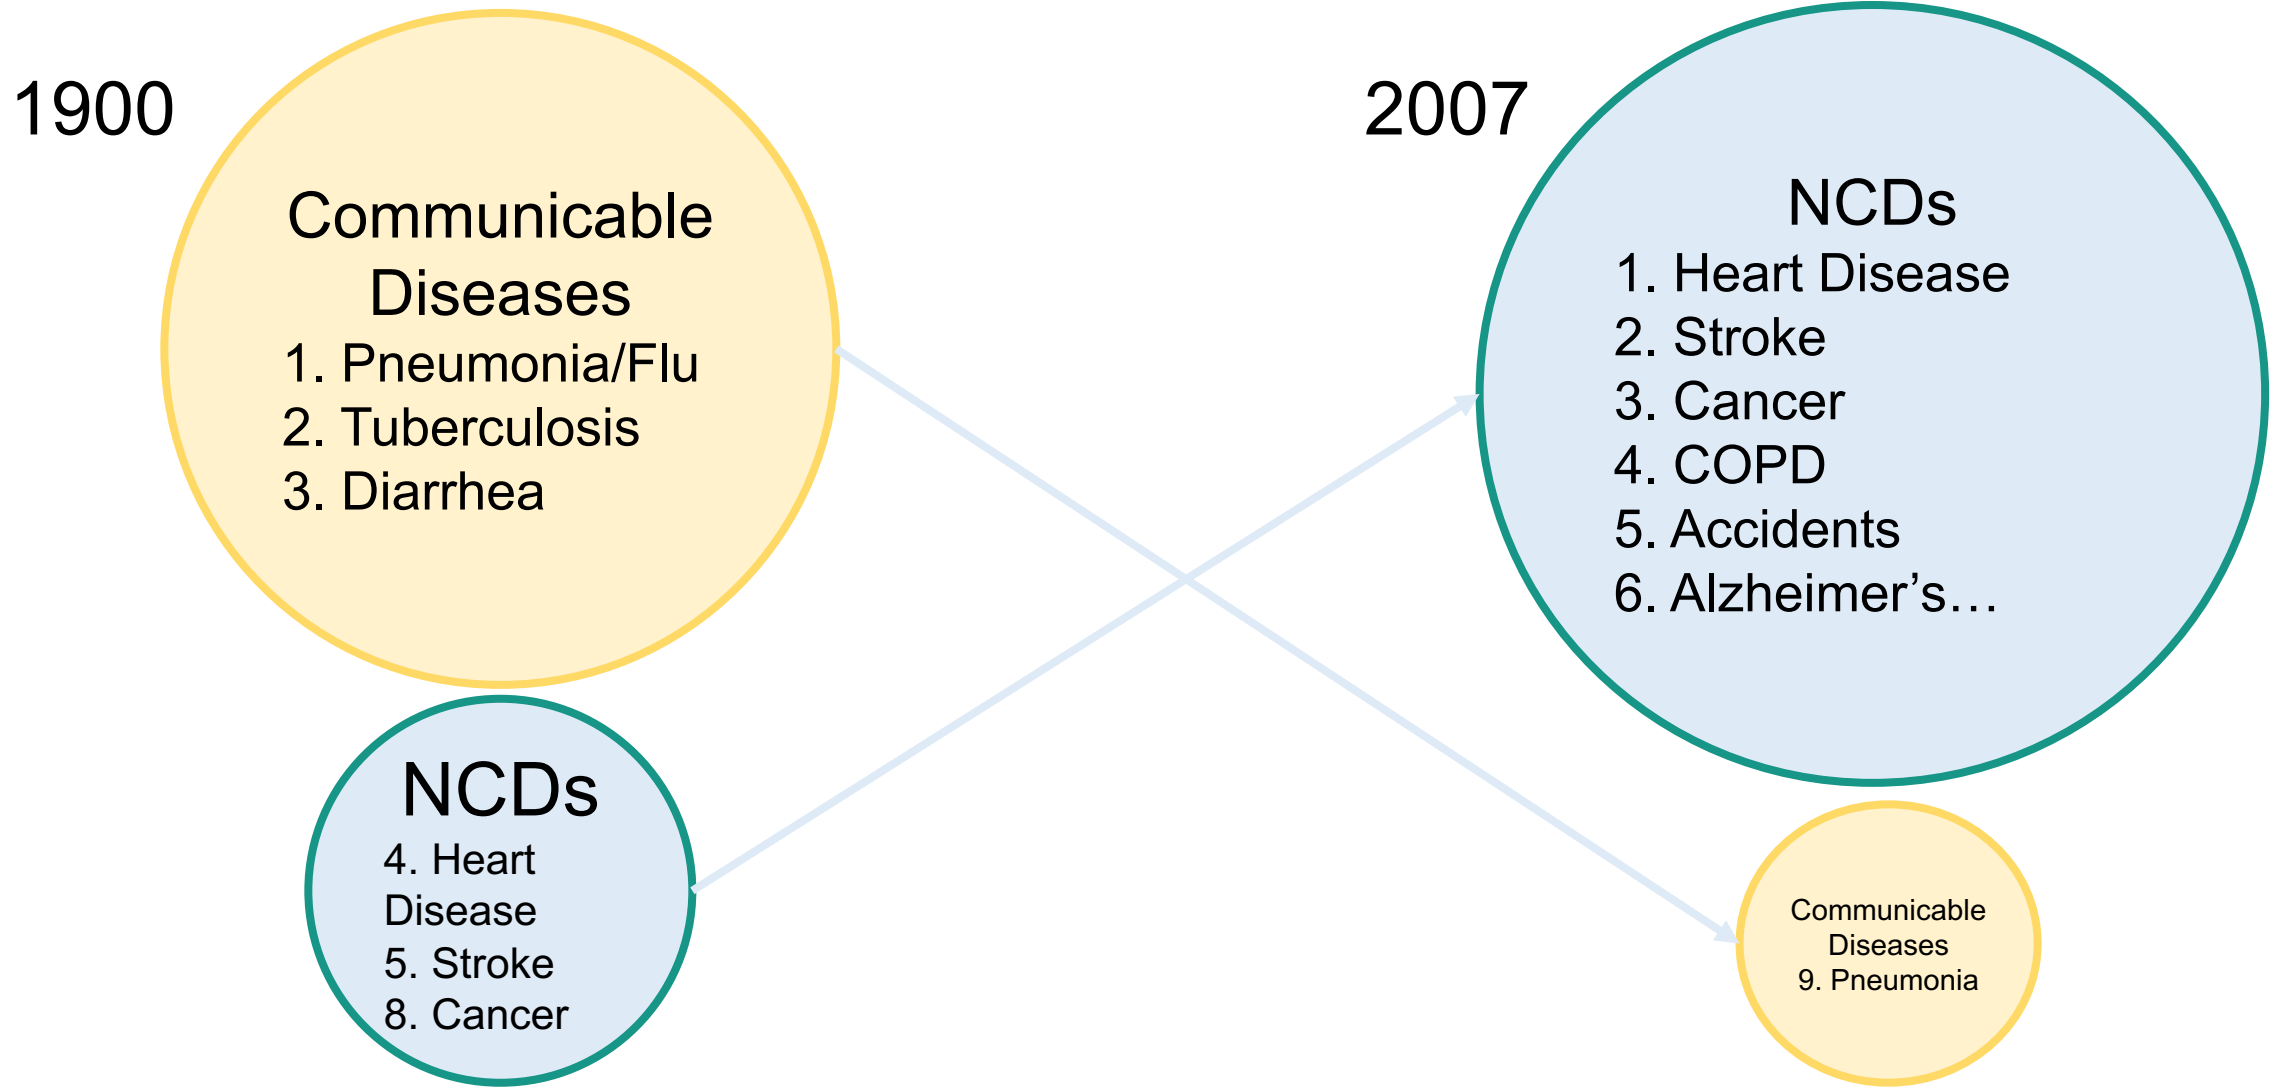 1900
Communicable
Diseases
1. Pneumonia/Flu
2. Tuberculosis
3. Diarrhea
NCDs
4. Heart
Disease
5. Stroke
8. Cancer
2007
NCDs
1. Heart Disease
2. Stroke
3. Cancer
4. COPD
5. Accidents
6. Alzheimer’s…
Communicable
Diseases
9. Pneumonia